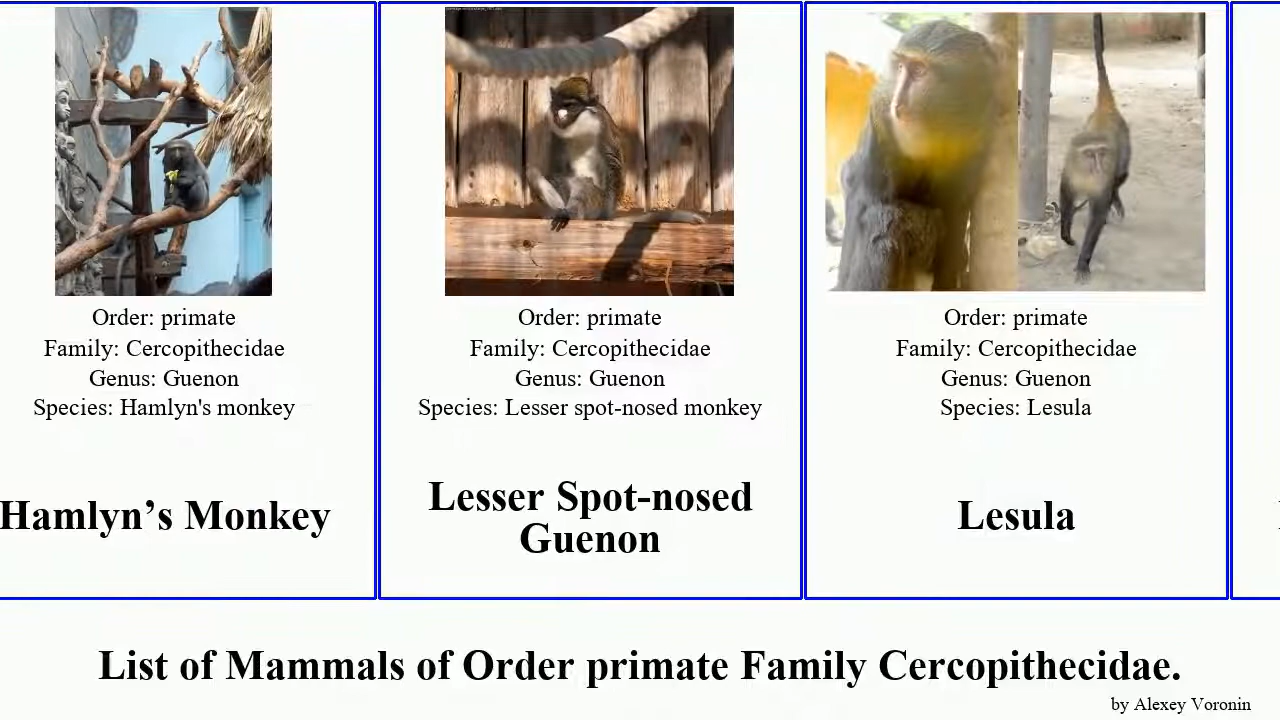 Order: primate
Family: Cercopithecidae
Genus: Guenon
Species: Hamlyn's monkey
Hamlyn’s Monkey
Order: primate
Family: Cercopithecidae
Genus: Guenon
Species: Lesser spot-nosed monkey
Lesser Spot-nosed
Guenon
Order: primate
Family: Cercopithecidae
Genus: Guenon
Species: Lesula
Lesula
List of Mammals of Order primate Family Cercopithecidae.
by Alexey Voronin